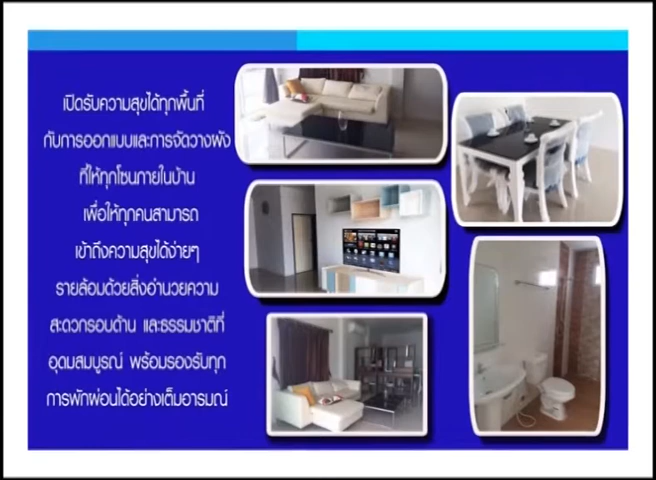 เปิดรับความสุขได้ทุกพื้นที่
กับการออกแบบและการจัดวางผัง
ที่ให้ทุกโซนภายในบ้าน
เพื่อให้ทุกคนสามารถ
เข้าถึงความสุขได้ง่ายๆ
รายล้อมด้วยสิ่งอำนวยความ
สะดวกรอบด้าน และธรรมชาติที่
อุดมสมบูรณ์ พร้อมรองรับทุก
การพักผ่อนได้อย่างเต็มอารมณ์